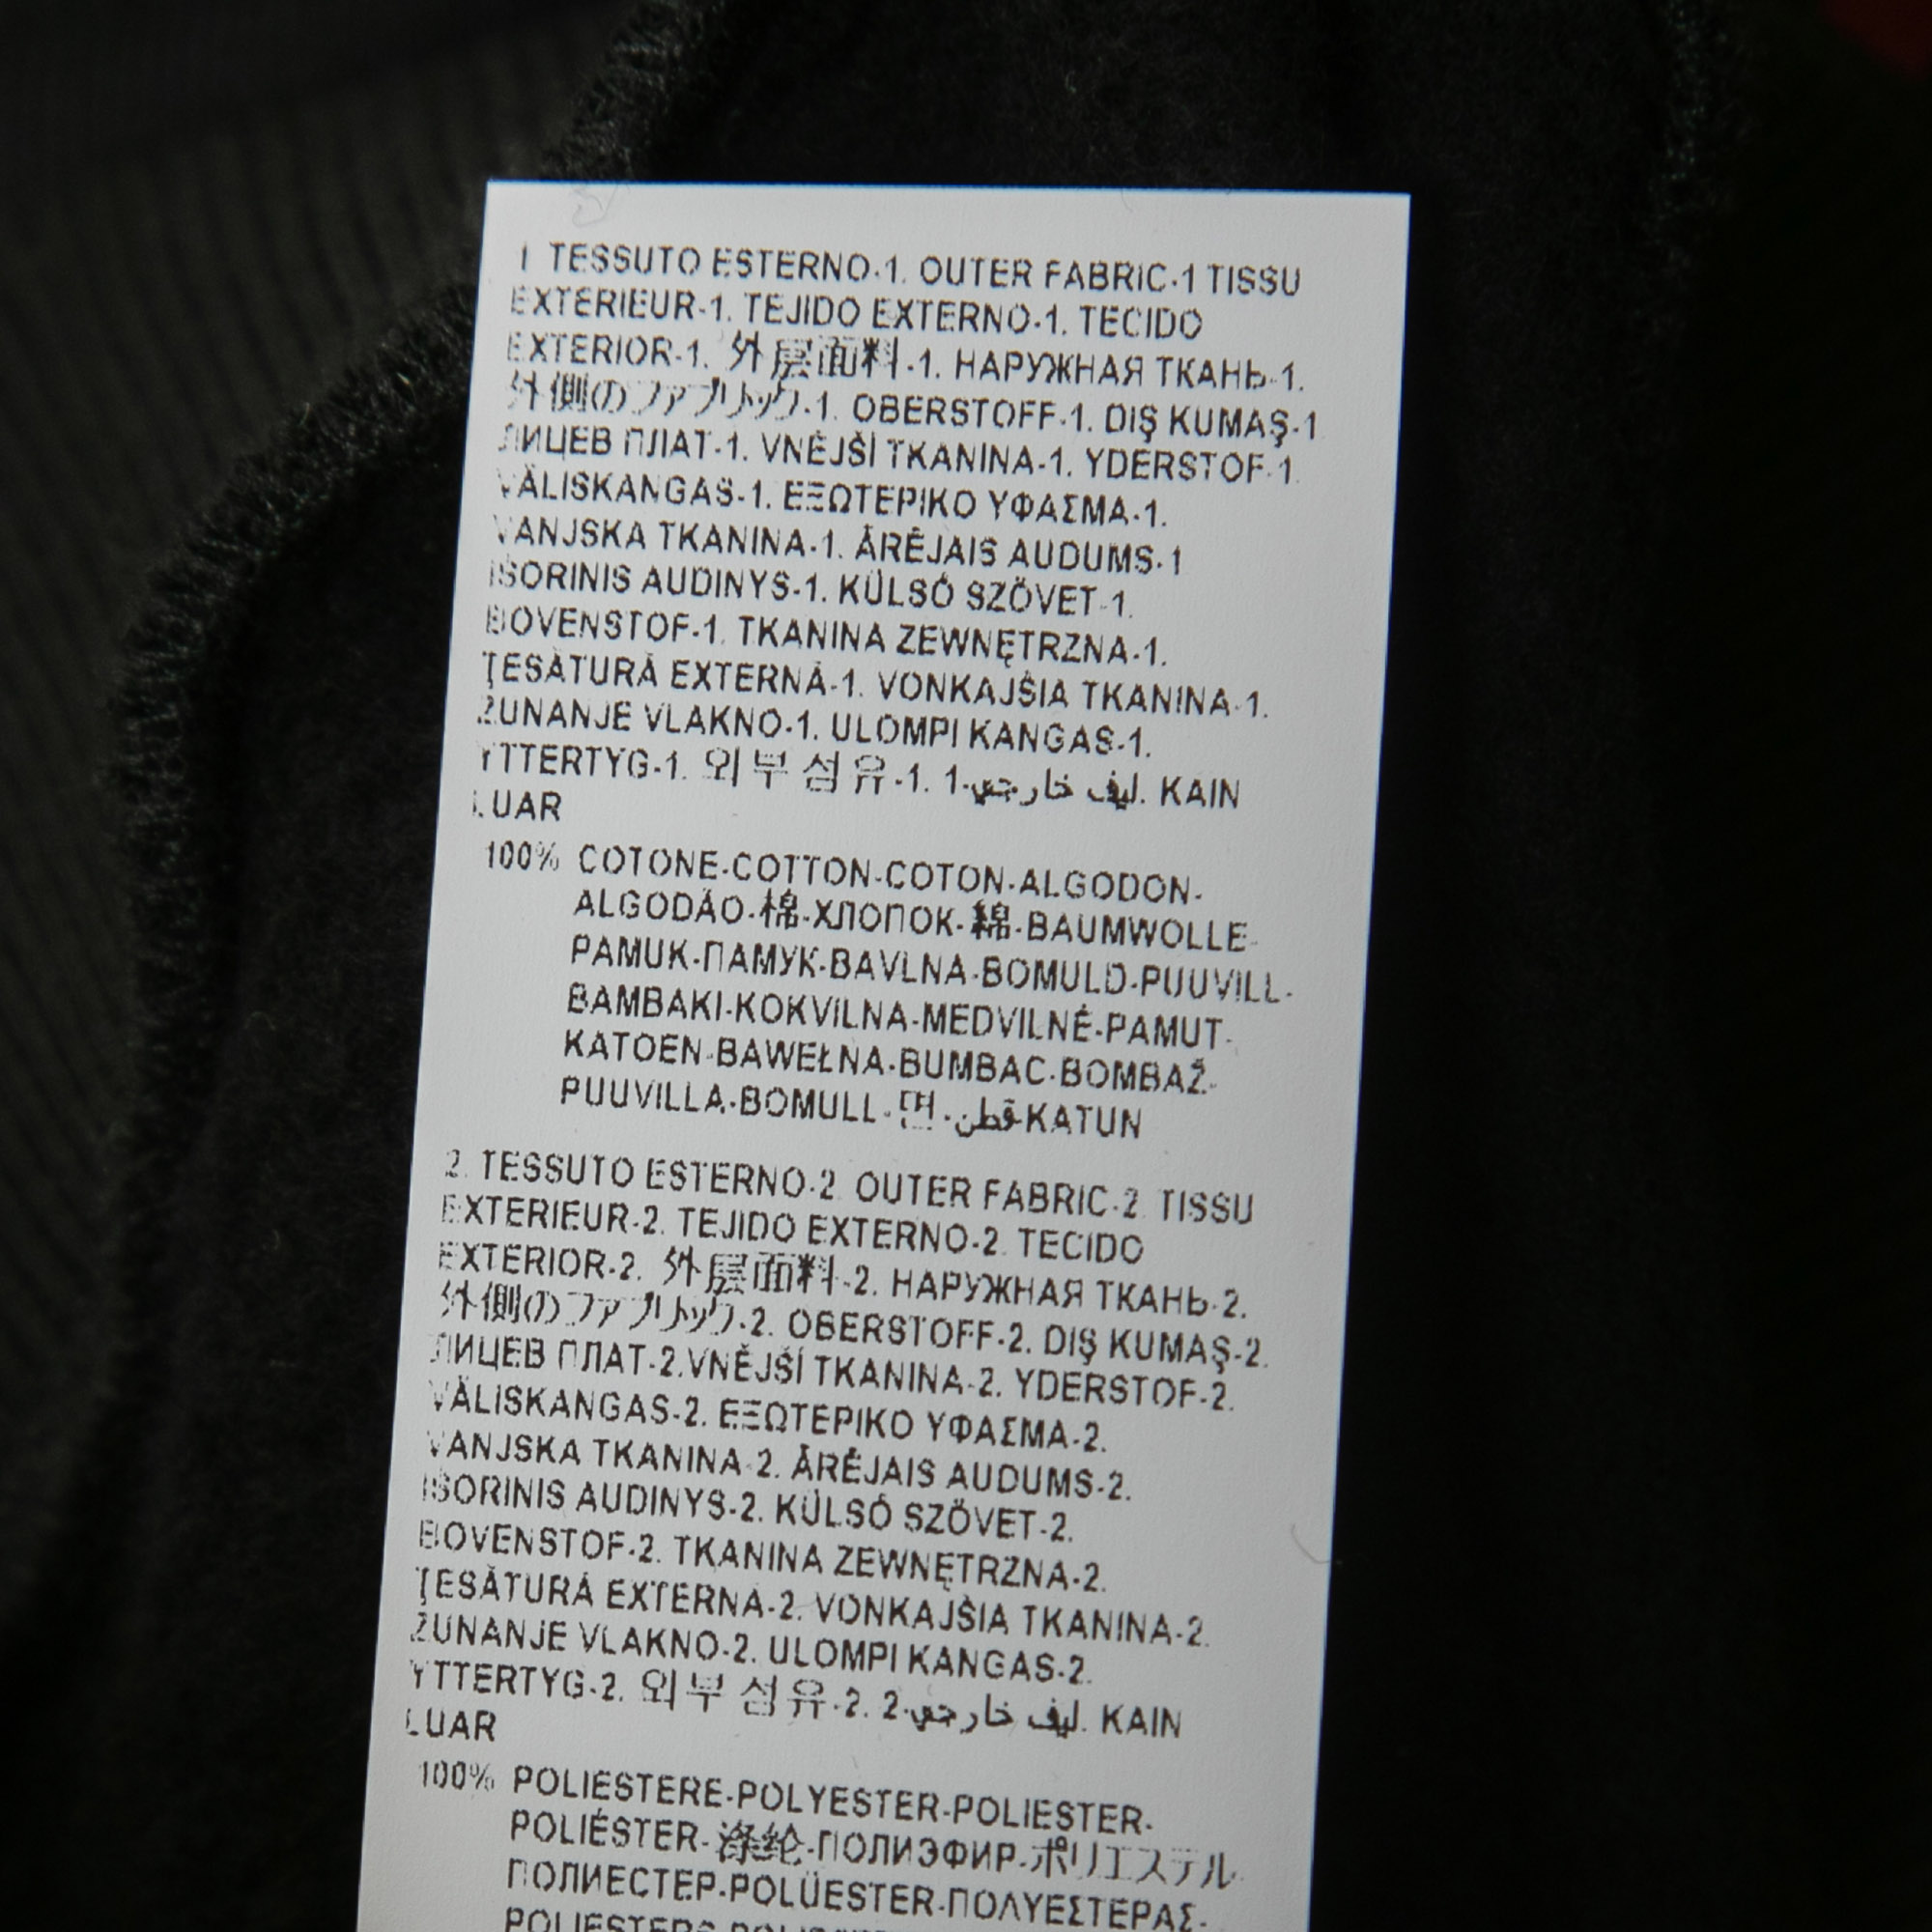 1 TESSUTO ESTERNO-1. OUTER FABRIC-1 TISSU
EXTERIEUR-1. TEJIDO EXTERNO-1. TECIDO
EXTERIOR-1. 外层面料-1. НАРУЖНАЯ ТКАНЬ-1.
外側のファブリック-1. OBERSTOFF-1. DIŞ KUMAŞ-1
ЛИЦЕВ ПЛАТ-1. VNĚJŠÍ TKANINA-1. YDERSTOF-1.
VÄLISKANGAS-1. ΕΞΩΤΕΡΙΚΟ ΥΦΑΣΜΑ-1.
VANJSKA TKANINA-1. ĀRĒJAIS AUDUMS-1
IŠORINIS AUDINYS-1. KÜLSŐ SZÖVET-1.
BOVENSTOF-1. TKANINA ZEWNĘTRZNA-1.
ŢESĂTURĂ EXTERNĂ-1. VONKAJŠIA TKANINA-1.
ZUNANJE VLAKNO-1. ULOMPI KANGAS-1.
YTTERTYG-1. 외부 섬유-1. 1-ليف خارجي. KAIN
LUAR
100% COTONE-COTTON-COTON-ALGODON-
ALGODÃO-棉-ХЛОПОК-綿-BAUMWOLLE-
PAMUK-ПАМУК-BAVLNA-BOMULD-PUUVILL-
BAMBAKI-KOKVILNA-MEDVILNĖ-PAMUT-
KATOEN-BAWEŁNA-BUMBAC-BOMBAŽ-
PUUVILLA-BOMULL-면-قطن-KATUN
2. TESSUTO ESTERNO-2. OUTER FABRIC-2. TISSU
EXTERIEUR-2. TEJIDO EXTERNO-2. TECIDO
EXTERIOR-2. 外层面料-2. НАРУЖНАЯ ТКАНЬ-2.
外側のファブリック-2. OBERSTOFF-2. DIŞ KUMAŞ-2.
ЛИЦЕВ ПЛАТ-2.VNĚJŠÍ TKANINA-2. YDERSTOF-2.
VÄLISKANGAS-2. ΕΞΩΤΕΡΙΚΟ ΥΦΑΣΜΑ-2.
VANJSKA TKANINA-2. ĀRĒJAIS AUDUMS-2.
IŠORINIS AUDINYS-2. KÜLSŐ SZÖVET-2.
BOVENSTOF-2. TKANINA ZEWNĘTRZNA-2.
ŢESĂTURĂ EXTERNĂ-2. VONKAJŠIA TKANINA-2.
ZUNANJE VLAKNO-2. ULOMPI KANGAS-2.
YTTERTYG-2. 외부 섬유-2. 2-ليف خارجي. KAIN
LUAR
100% POLIESTERE-POLYESTER-POLIESTER-
POLIÉSTER-涤纶-ПОЛИЭФИР-ポリエステル-
ПОЛИЕСТЕР-POLÜESTER-ΠΟΛΥΕΣΤΕΡΑΣ-